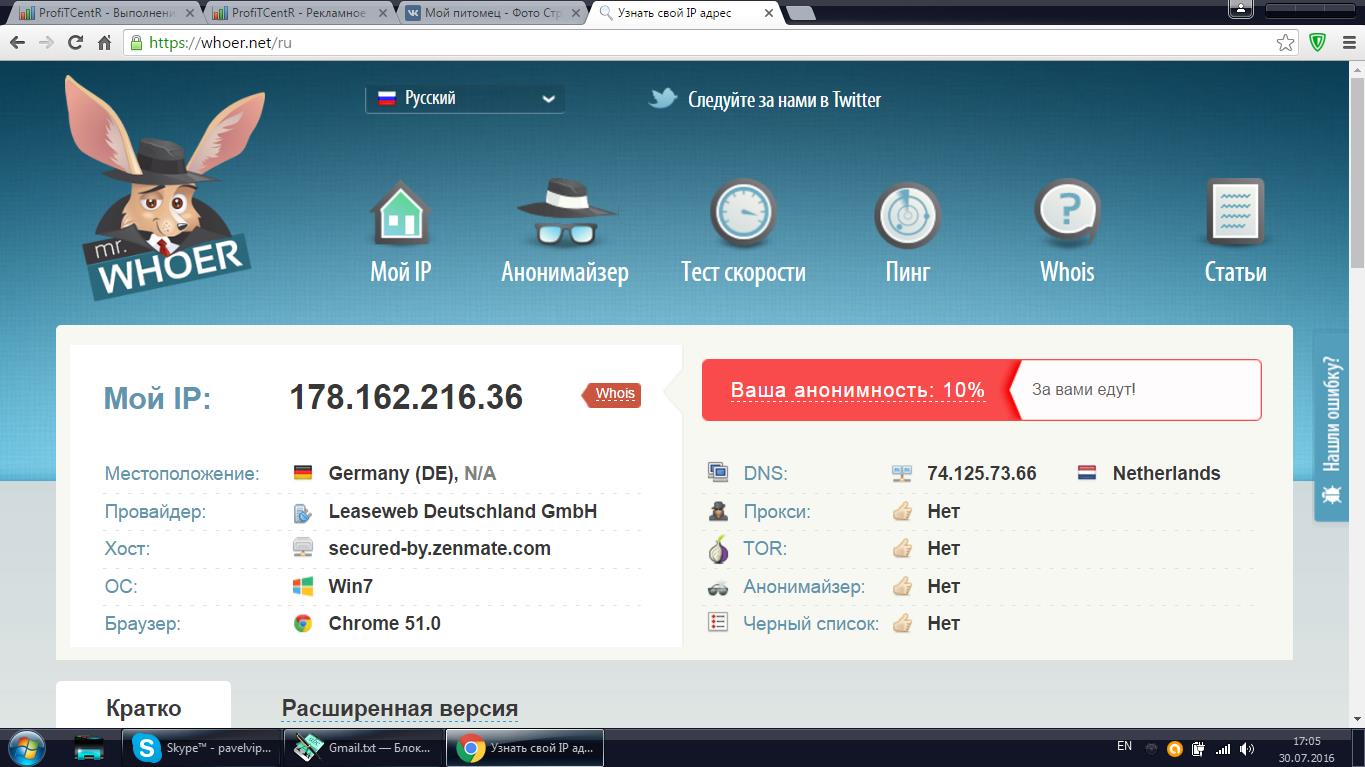 ProfiTCentR - Выполнени
ProfiTCentR - Рекламное
Мой питомец - Фото Стр
Узнать свой IP адрес
https://whoer.net/ru
Русский
Следуйте за нами в Twitter
mr.
WHOER
Мой IP
Анонимайзер
Тест скорости
Пинг
Whois
Статьи
Мой IP: 178.162.216.36 Whois
Ваша анонимность: 10% За вами едут!
Нашли ошибку?
Местоположение: Germany (DE), N/A
Провайдер: Leaseweb Deutschland GmbH
Хост: secured-by.zenmate.com
ОС: Win7
Браузер: Chrome 51.0
DNS: 74.125.73.66 Netherlands
Прокси: Нет
TOR: Нет
Анонимайзер: Нет
Черный список: Нет
Кратко
Расширенная версия
Skype™ - pavelvip...
Gmail.txt — Блок...
Узнать свой IP ад...
EN
17:05
30.07.2016